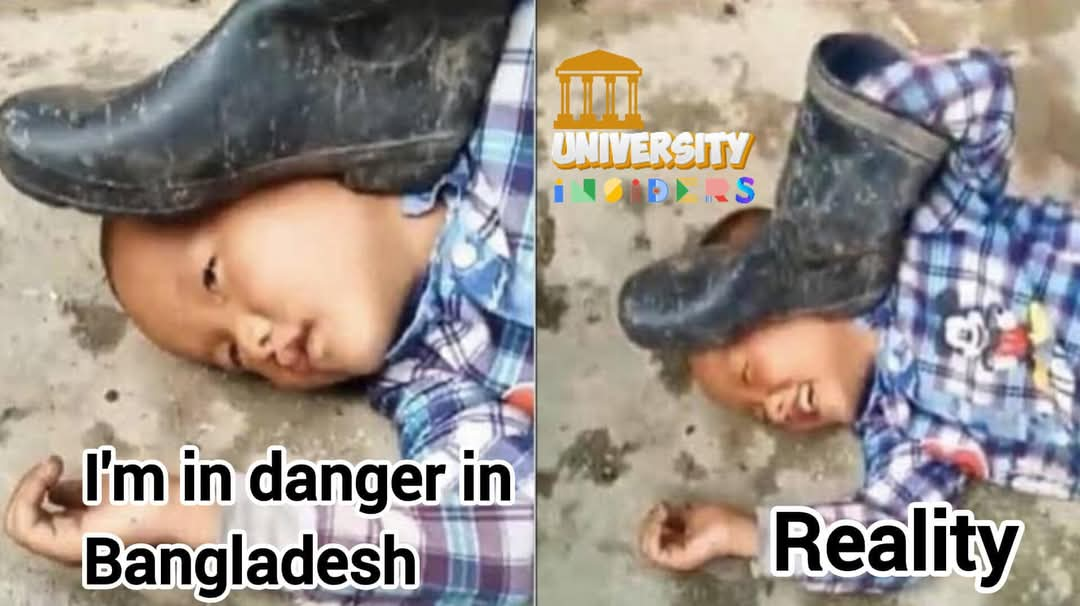 UNIVERSITY
iNSiDERS
I'm in danger in
Bangladesh
Reality